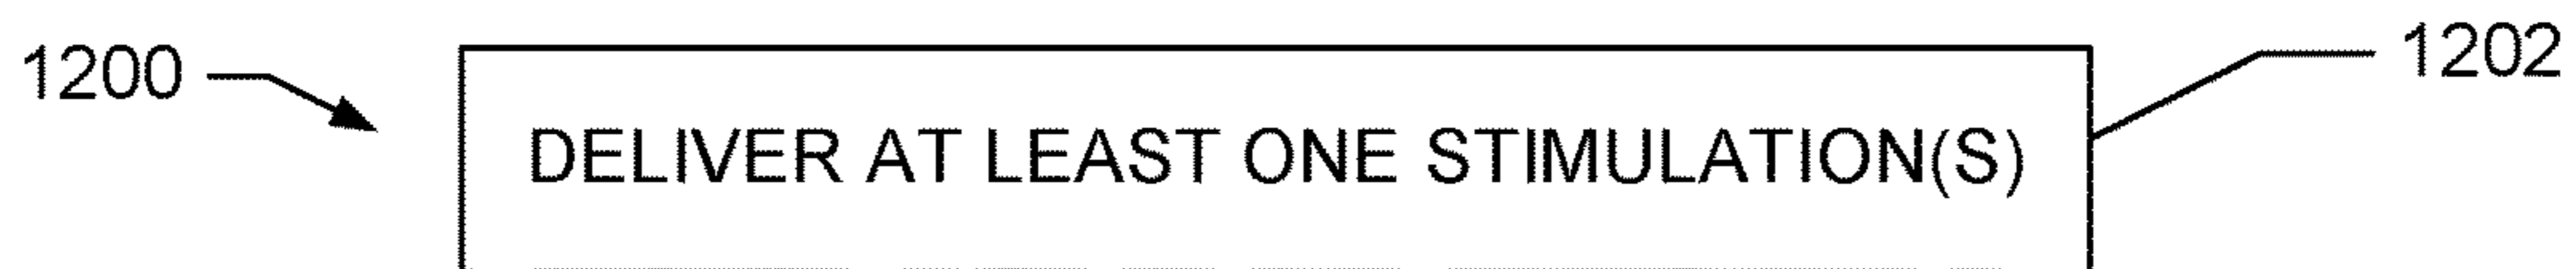 1200
1202
DELIVER AT LEAST ONE STIMULATION(S)